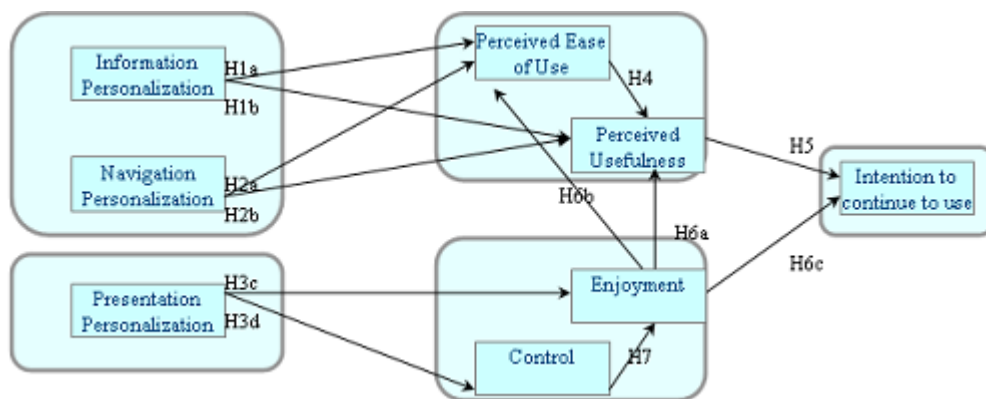 Information
Personalization
H1a
H1b
Navigation
Personalization
H2a
H2b
Presentation
Personalization
H3c
H3d
Perceived Ease
of Use
H4
Perceived
Usefulness
H5
H6b
H6a
Enjoyment
H6c
Control
H7
Intention to
continue to use